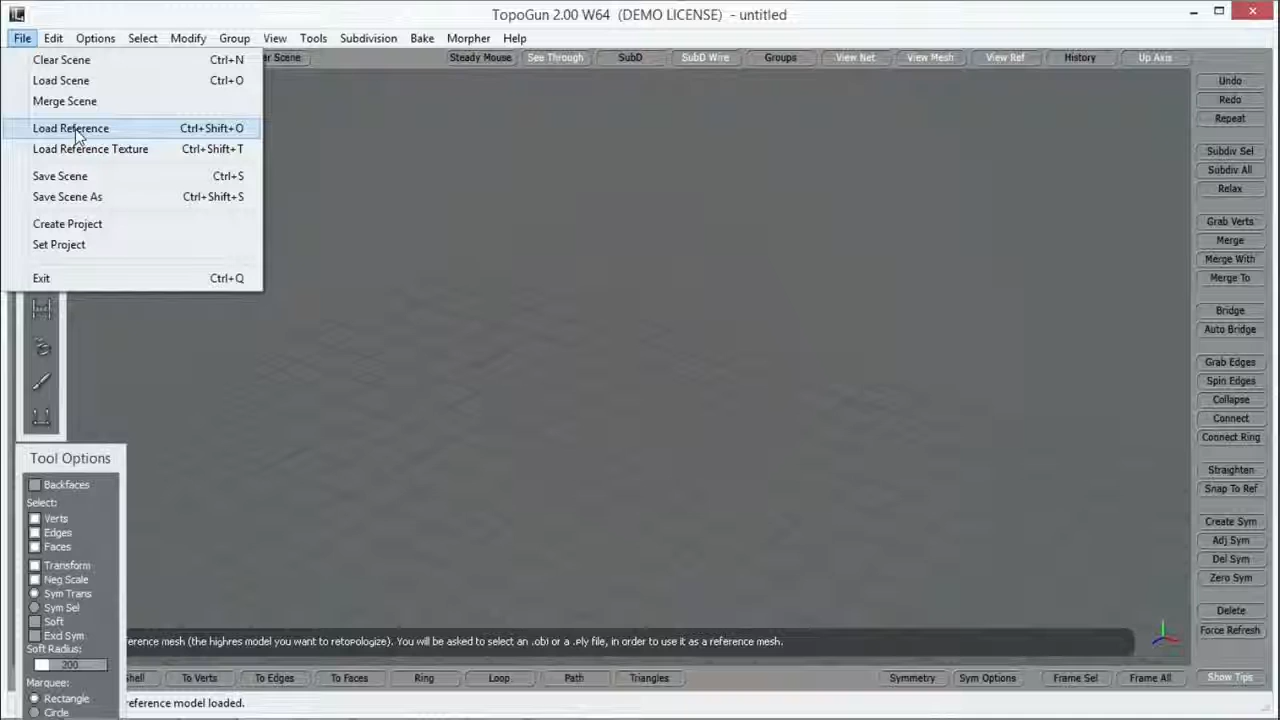 TopoGun 2.00 W64 (DEMO LICENSE) - untitled
File Edit Options Select Modify Group View Tools Subdivision Bake Morpher Help
Clear Scene Ctrl+N
Load Scene Ctrl+O
Merge Scene
Load Reference Ctrl+Shift+O
Load Reference Texture Ctrl+Shift+T
Save Scene Ctrl+S
Save Scene As Ctrl+Shift+S
Create Project
Set Project
Exit Ctrl+Q
ar Scene Steady Mouse See Through SubD SubD Wire Groups View Net View Mesh View Ref History Up Axis
Undo
Redo
Repeat
Subdiv Sel
Subdiv All
Relax
Grab Verts
Merge
Merge With
Merge To
Bridge
Auto Bridge
Grab Edges
Spin Edges
Collapse
Connect
Connect Ring
Straighten
Snap To Ref
Create Sym
Adj Sym
Del Sym
Zero Sym
Delete
Force Refresh
Show Tips
Tool Options
Backfaces
Select:
Verts
Edges
Faces
Transform
Neg Scale
Sym Trans
Sym Sel
Soft
Excl Sym
Soft Radius:
200
Marquee:
Rectangle
Circle
erence mesh (the highres model you want to retopologize). You will be asked to select an .obj or a .ply file, in order to use it as a reference mesh.
hell To Verts To Edges To Faces Ring Loop Path Triangles Symmetry Sym Options Frame Sel Frame All
reference model loaded.